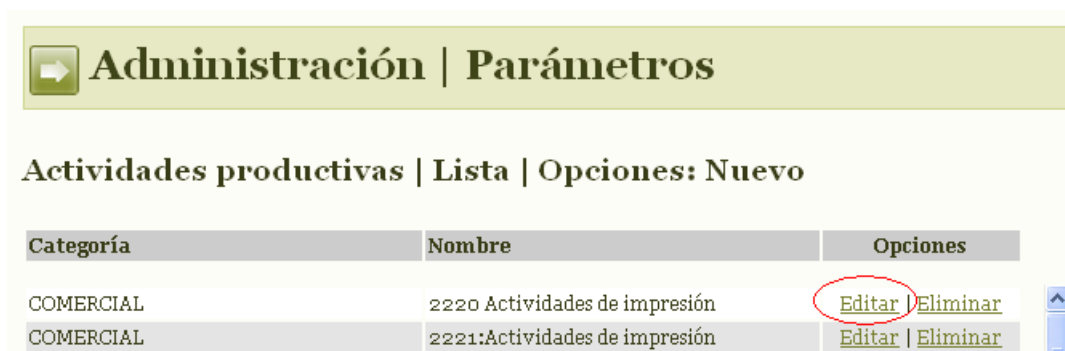 Administración | Parámetros
Actividades productivas | Lista | Opciones: Nuevo
Categoría Nombre Opciones
COMERCIAL 2220 Actividades de impresión Editar | Eliminar
COMERCIAL 2221:Actividades de impresión Editar | Eliminar